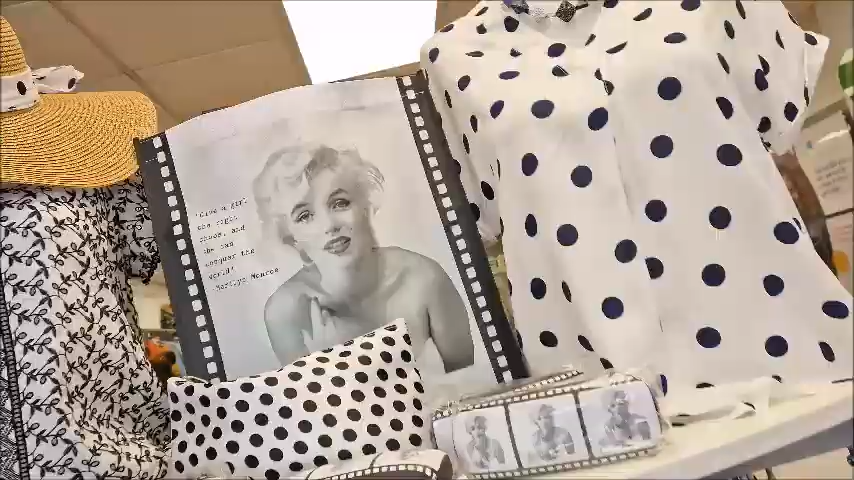 "Give a girl
the right
shoes, and
she can
conquer the
world"
-Marilyn Monroe